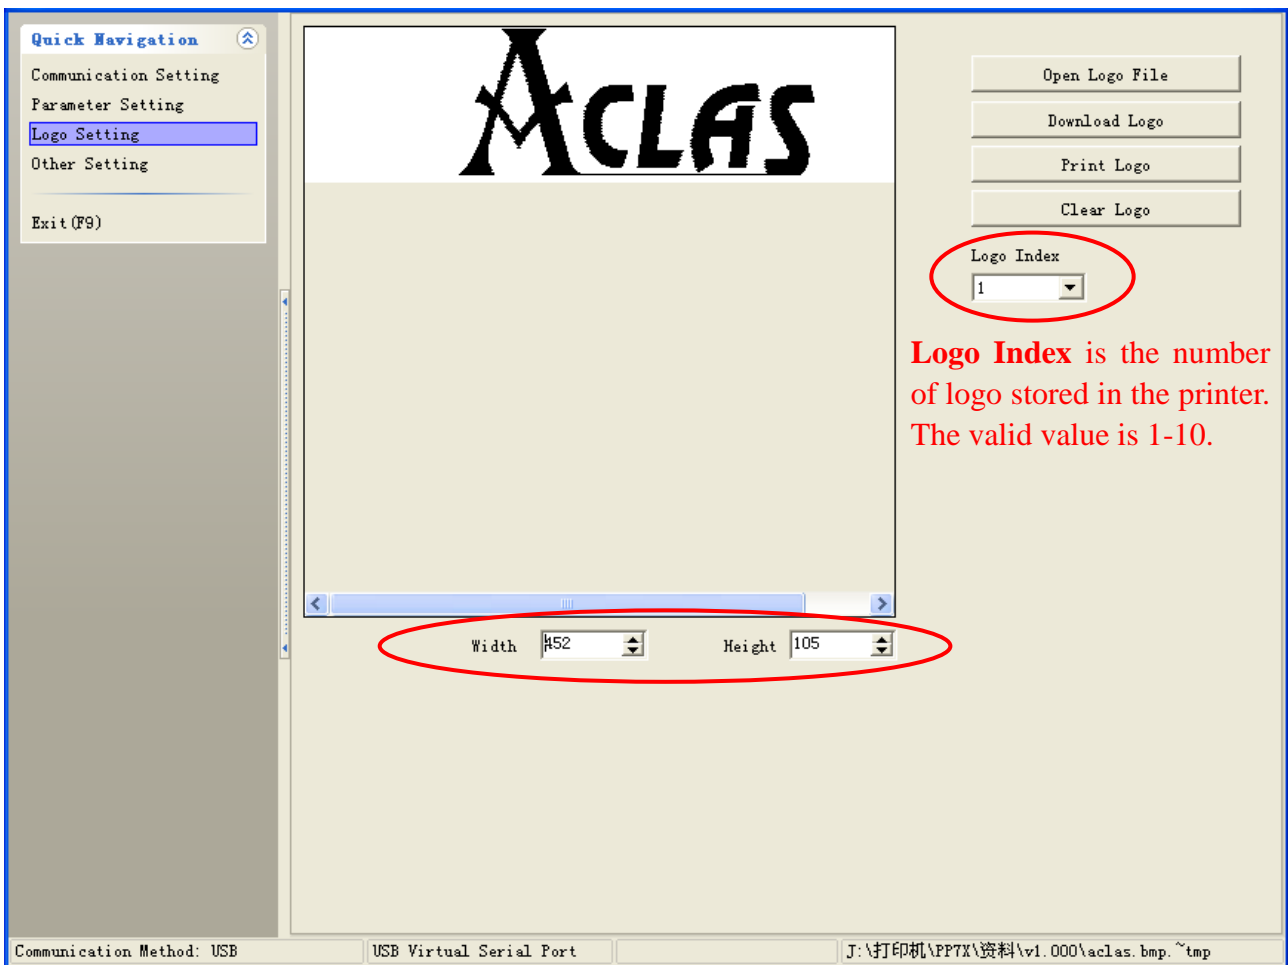 Quick Navigation
Communication Setting
Parameter Setting
Logo Setting
Other Setting
Exit(F9)
ACLAS
Open Logo File
Download Logo
Print Logo
Clear Logo
Logo Index
1
Logo Index is the number
of logo stored in the printer.
The valid value is 1-10.
Width 452 Height 105
Communication Method: USB USB Virtual Serial Port J:\打印机\PP7X\资料\v1.000\aclas.bmp.~tmp